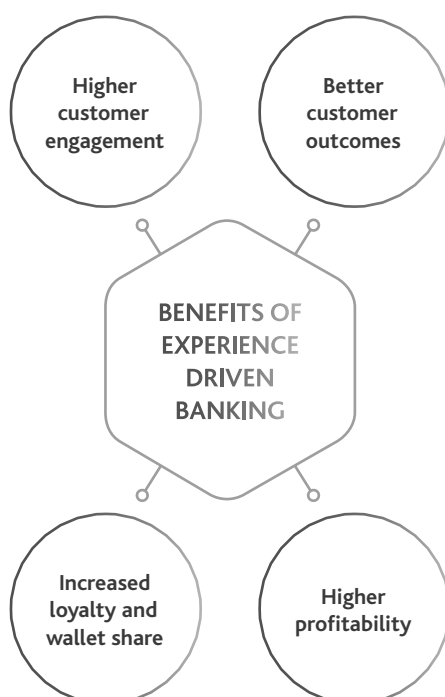 Higher
customer
engagement
Better
customer
outcomes
BENEFITS OF
EXPERIENCE
DRIVEN
BANKING
Increased
loyalty and
wallet share
Higher
profitability